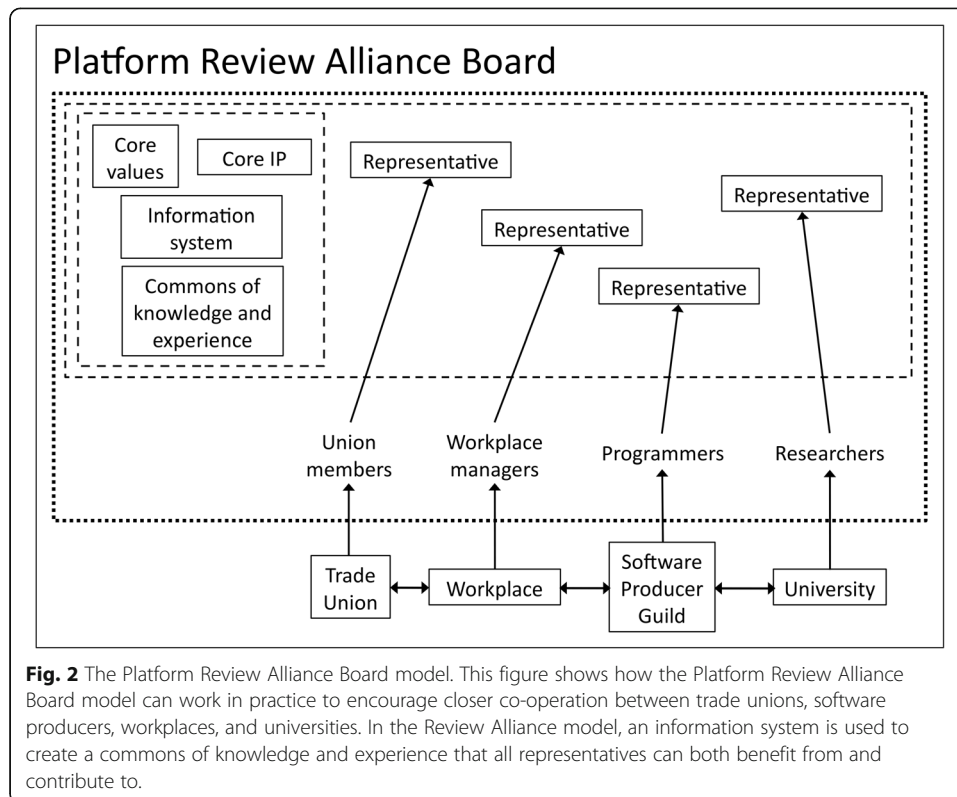 Platform Review Alliance Board
Core
values
Core IP
Information
system
Commons of
knowledge and
experience
Representative
Representative
Representative
Representative
Union
members
Workplace
managers
Programmers
Researchers
Trade
Union
Workplace
Software
Producer
Guild
University
Fig. 2 The Platform Review Alliance Board model. This figure shows how the Platform Review Alliance
Board model can work in practice to encourage closer co-operation between trade unions, software
producers, workplaces, and universities. In the Review Alliance model, an information system is used to
create a commons of knowledge and experience that all representatives can both benefit from and
contribute to.